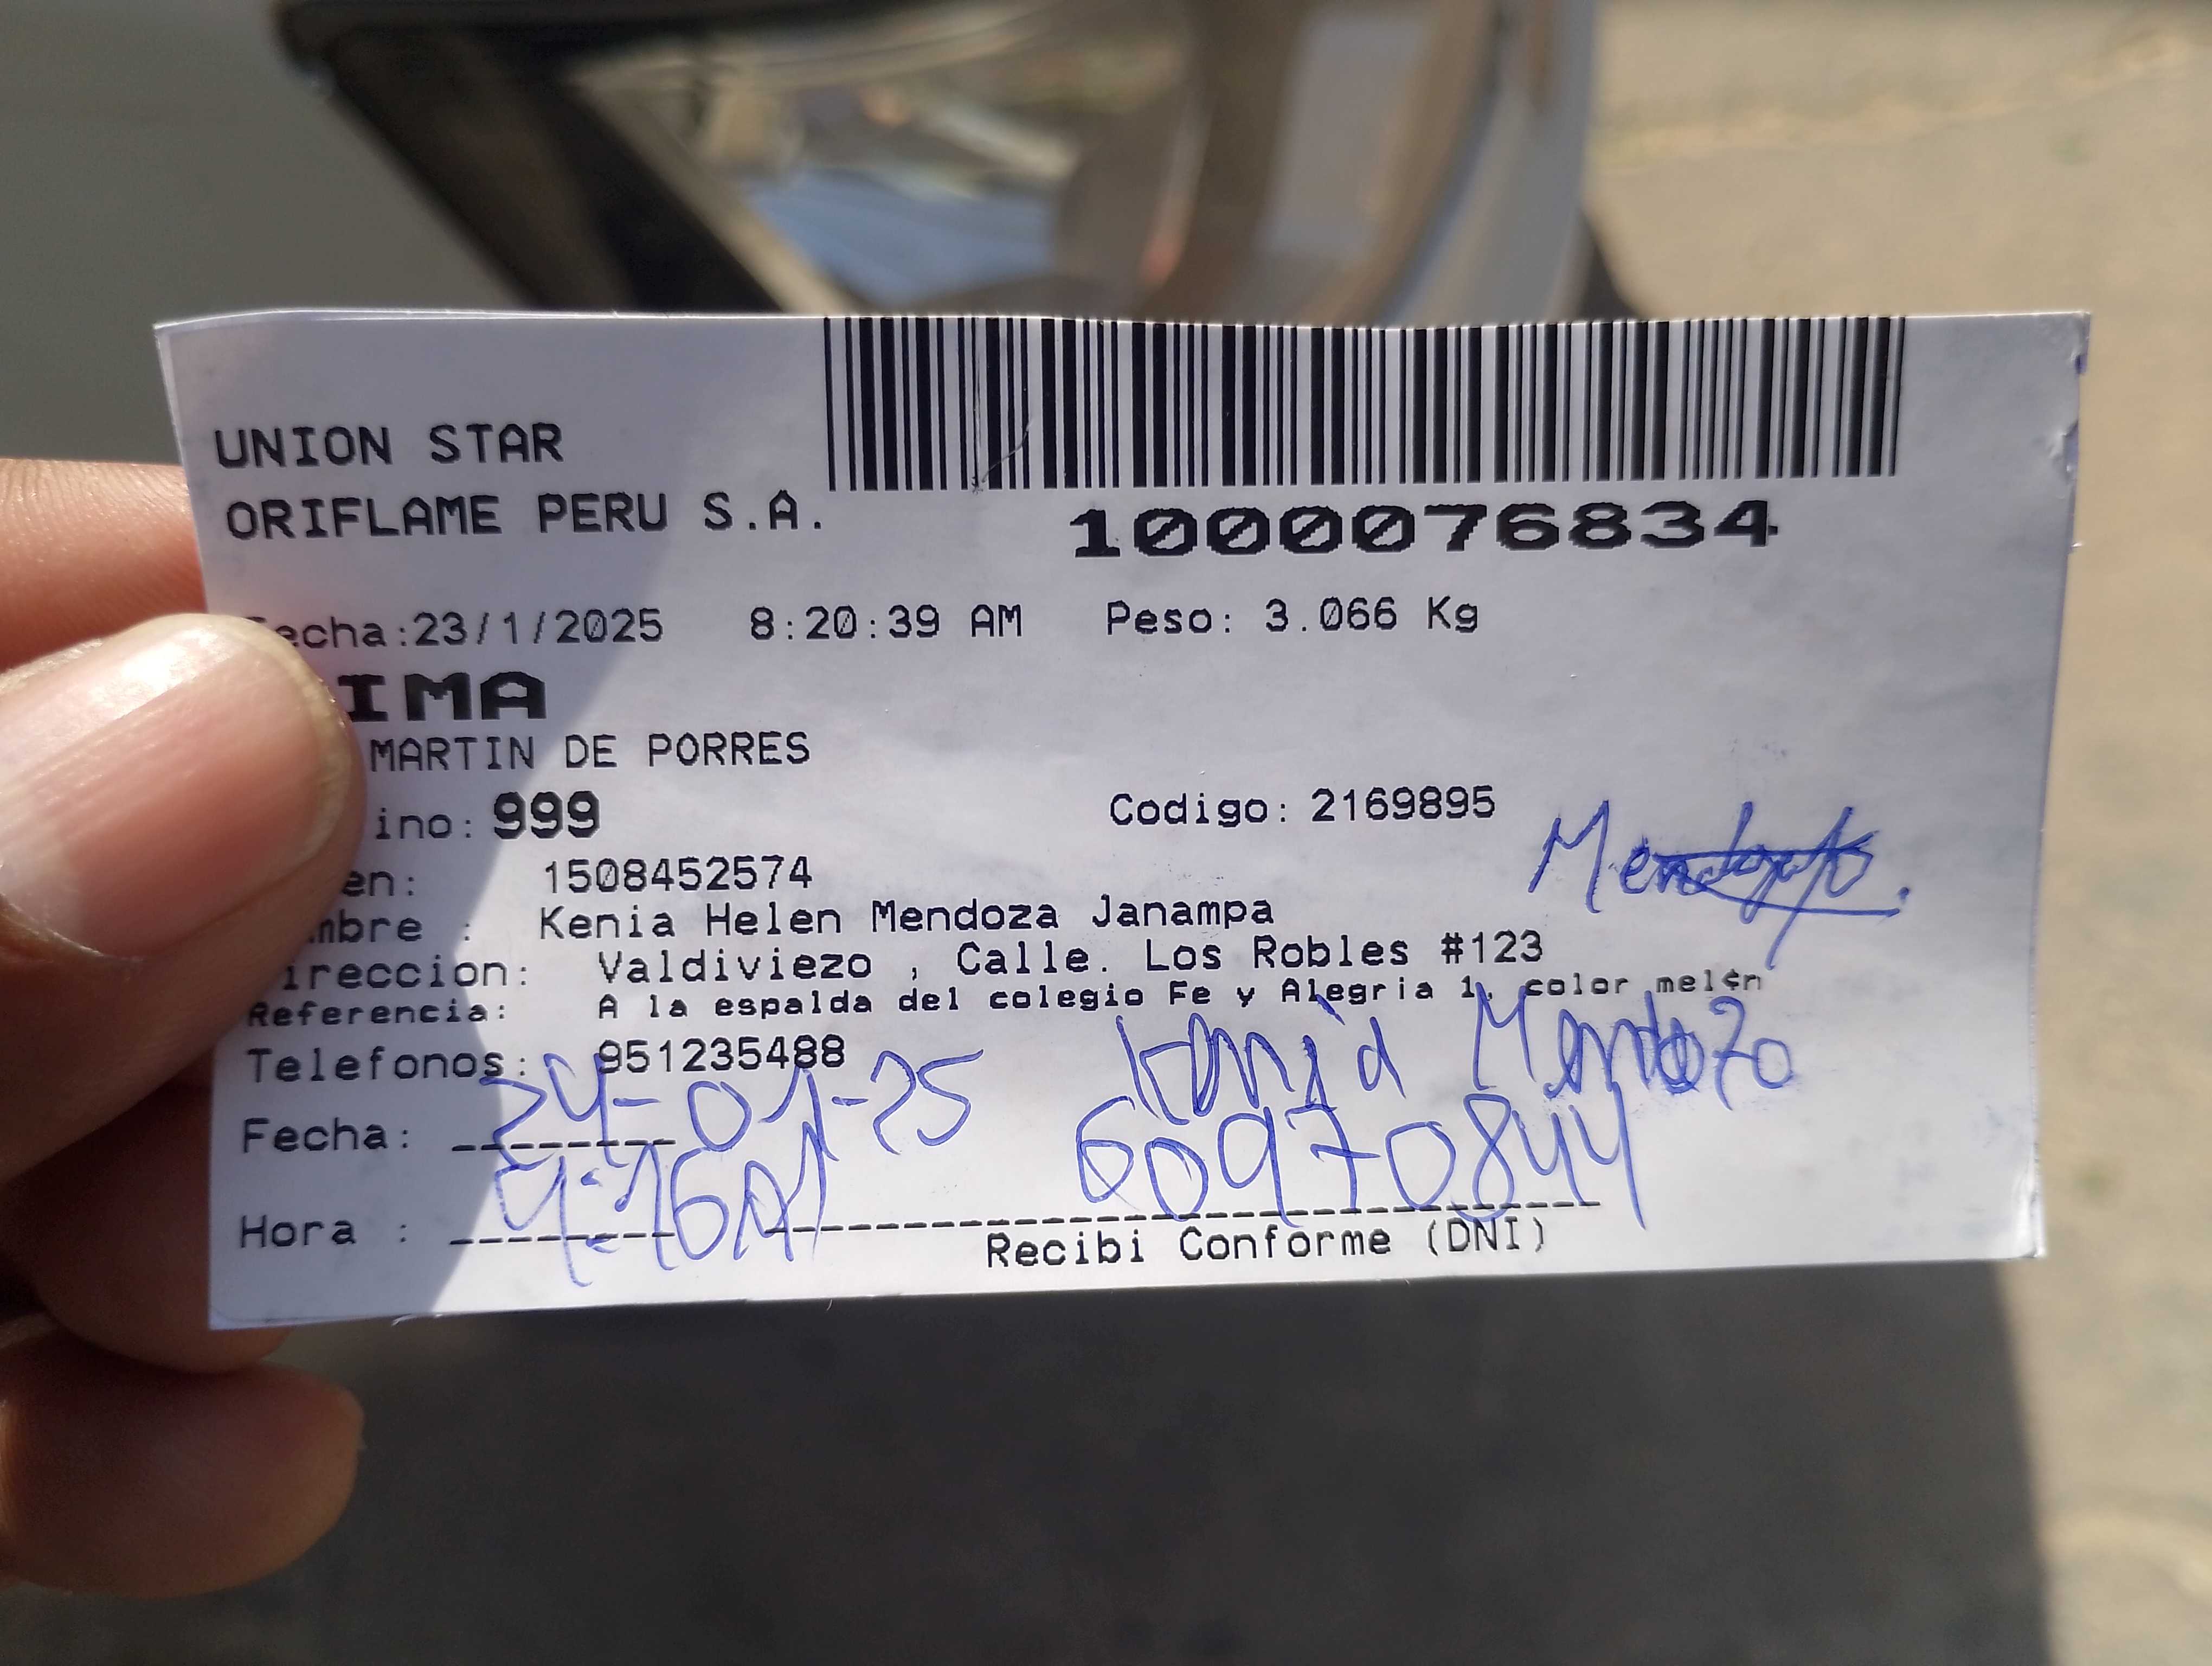 UNION STAR
ORIFLAME PERU S.A.
1000076834
echa:23/1/2025 8:20:39 AM Peso: 3.066 Kg
IMA
MARTIN DE PORRES
ino: 999 Codigo: 2169895
en: 1508452574
mbre : Kenia Helen Mendoza Janampa
ireccion: Valdiviezo , Calle. Los Robles #123
Referencia: A la espalda del colegio Fe y Alegria 1, color mel¢n
Telefonos: 951235488
Kenia Mendoza
Fecha: 24-01-25
60970844
Hora :
Recibi Conforme (DNI)